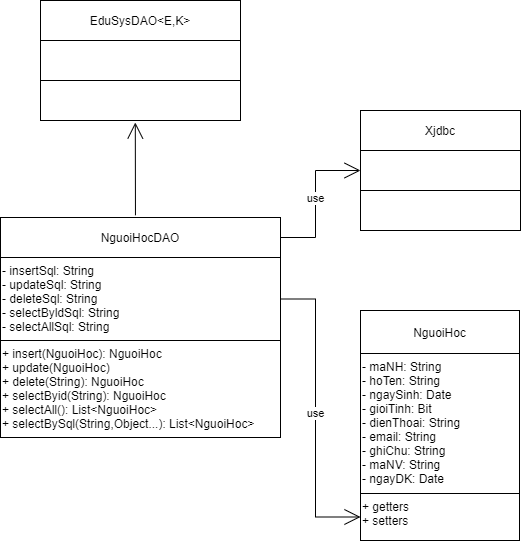 EduSysDAO<E,K>
Xjdbc
use
NguoiHocDAO
- insertSql: String
- updateSql: String
- deleteSql: String
- selectByIdSql: String
- selectAllSql: String
+ insert(NguoiHoc): NguoiHoc
+ update(NguoiHoc)
+ delete(String): NguoiHoc
+ selectByid(String): NguoiHoc
+ selectAll(): List<NguoiHoc>
+ selectBySql(String,Object...): List<NguoiHoc>
use
NguoiHoc
- maNH: String
- hoTen: String
- ngaySinh: Date
- gioiTinh: Bit
- dienThoai: String
- email: String
- ghiChu: String
- maNV: String
- ngayDK: Date
+ getters
+ setters